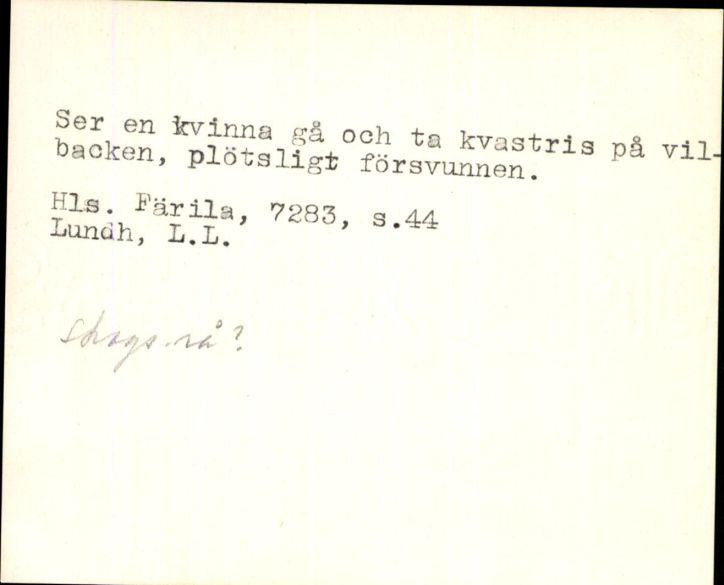 Ser en kvinna gå och ta kvastris på vil-
backen, plötsligt försvunnen.
Hls. Färila, 7283, s.44
Lundh, L.L.
Skogs.rå?